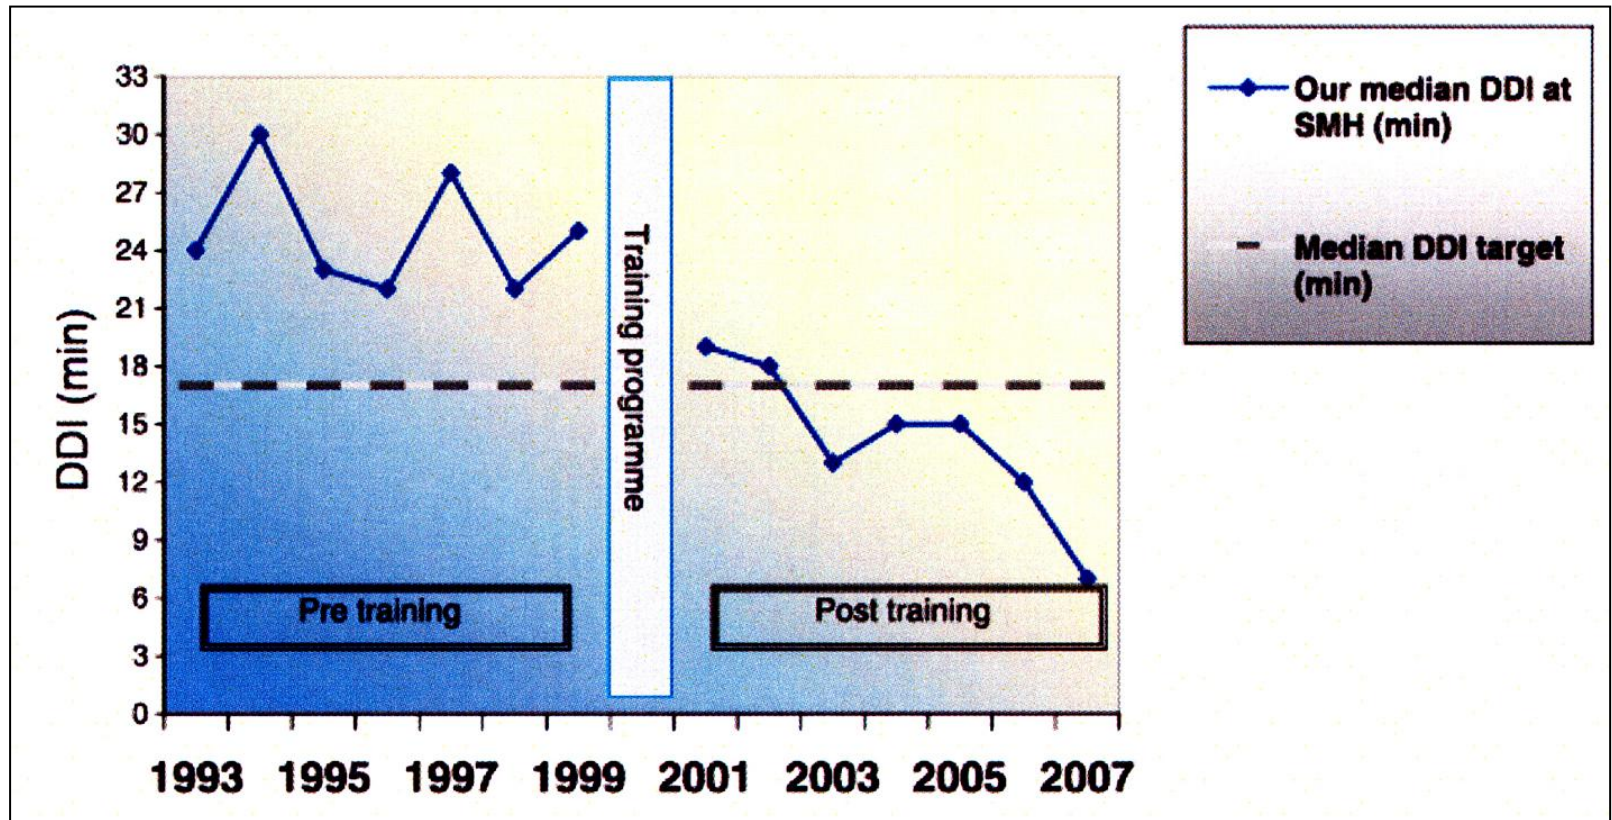 33
30
27
24
21
18
15
12
9
6
3
0
DDI (min)
Pre training
Training programme
Post training
1993 1995 1997 1999 2001 2003 2005 2007
Our median DDI at
SMH (min)
Median DDI target
(min)